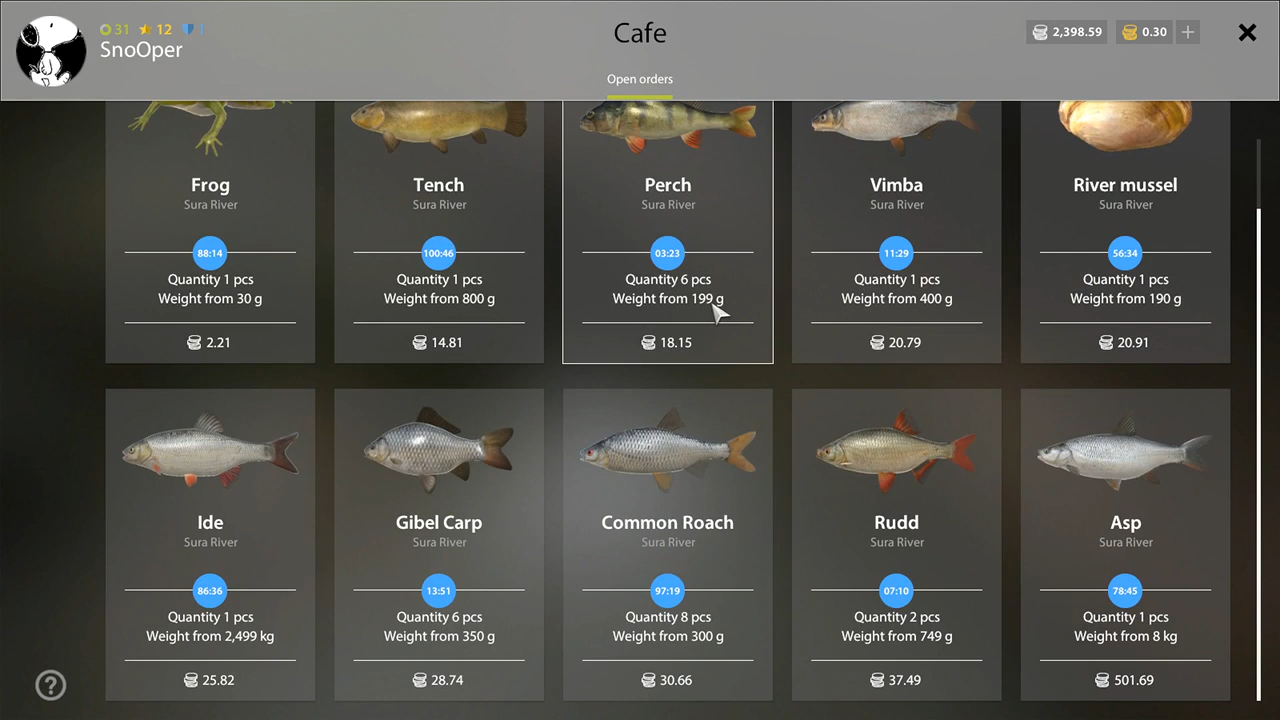 31 12 1
SnoOper
Cafe
2,398.59
0.30
Open orders
Frog
Sura River
88:14
Quantity 1 pcs
Weight from 30 g
2.21
Tench
Sura River
100:46
Quantity 1 pcs
Weight from 800 g
14.81
Perch
Sura River
03:23
Quantity 6 pcs
Weight from 199 g
18.15
Vimba
Sura River
11:29
Quantity 1 pcs
Weight from 400 g
20.79
River mussel
Sura River
56:34
Quantity 1 pcs
Weight from 190 g
20.91
Ide
Sura River
86:36
Quantity 1 pcs
Weight from 2,499 kg
25.82
Gibel Carp
Sura River
13:51
Quantity 6 pcs
Weight from 350 g
28.74
Common Roach
Sura River
97:19
Quantity 8 pcs
Weight from 300 g
30.66
Rudd
Sura River
07:10
Quantity 2 pcs
Weight from 749 g
37.49
Asp
Sura River
78:45
Quantity 1 pcs
Weight from 8 kg
501.69
?